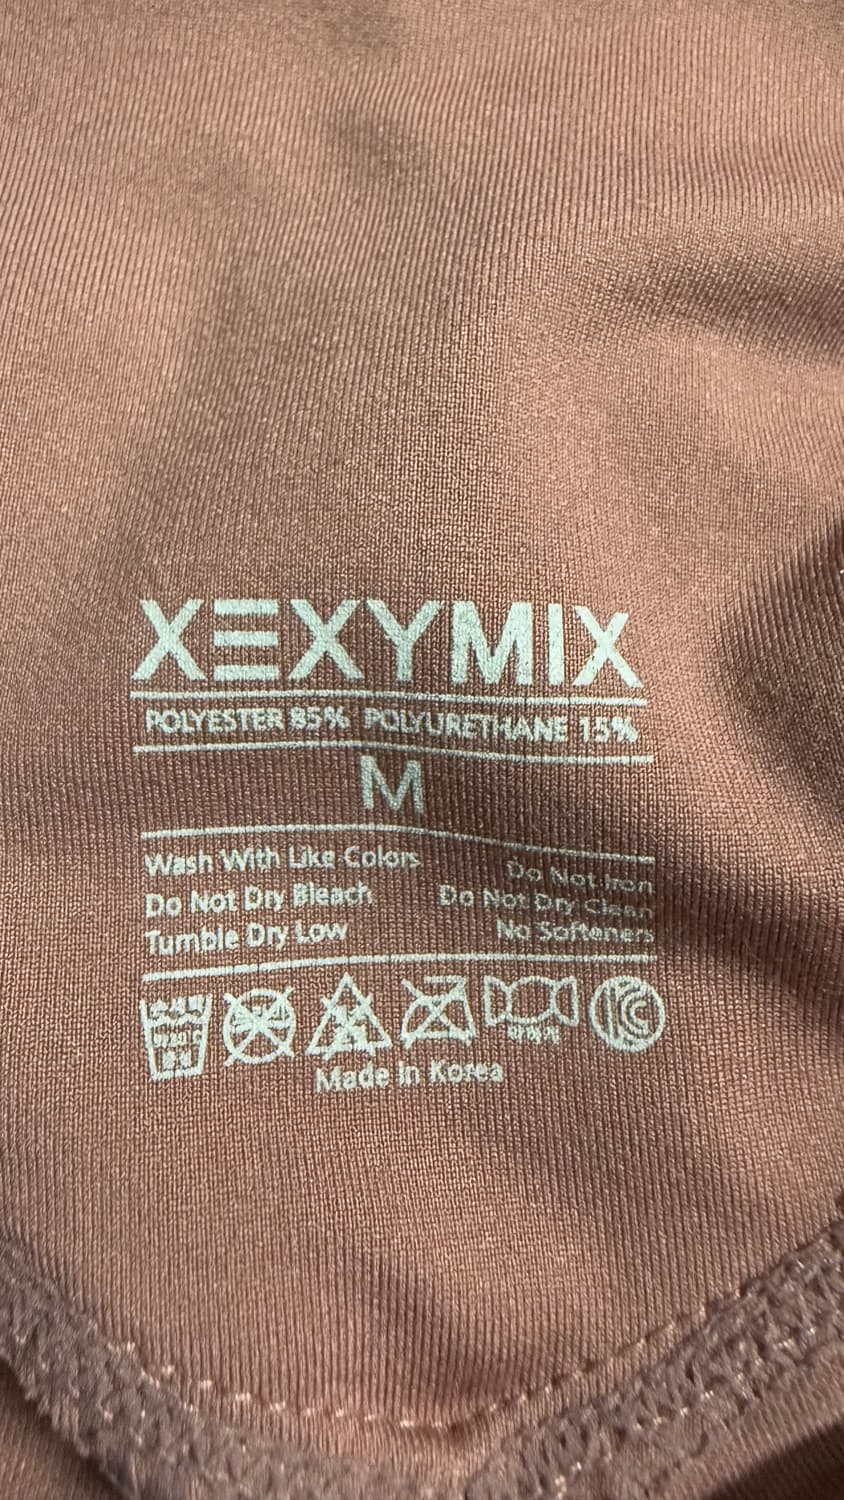 XEXYMIX
POLYESTER 85% POLYURETHANE 15%
M
Wash With Like Colors
Do Not Dry Bleach
Tumble Dry Low
Do Not Iron
Do Not Dry Clean
No Softeners
Made In Korea